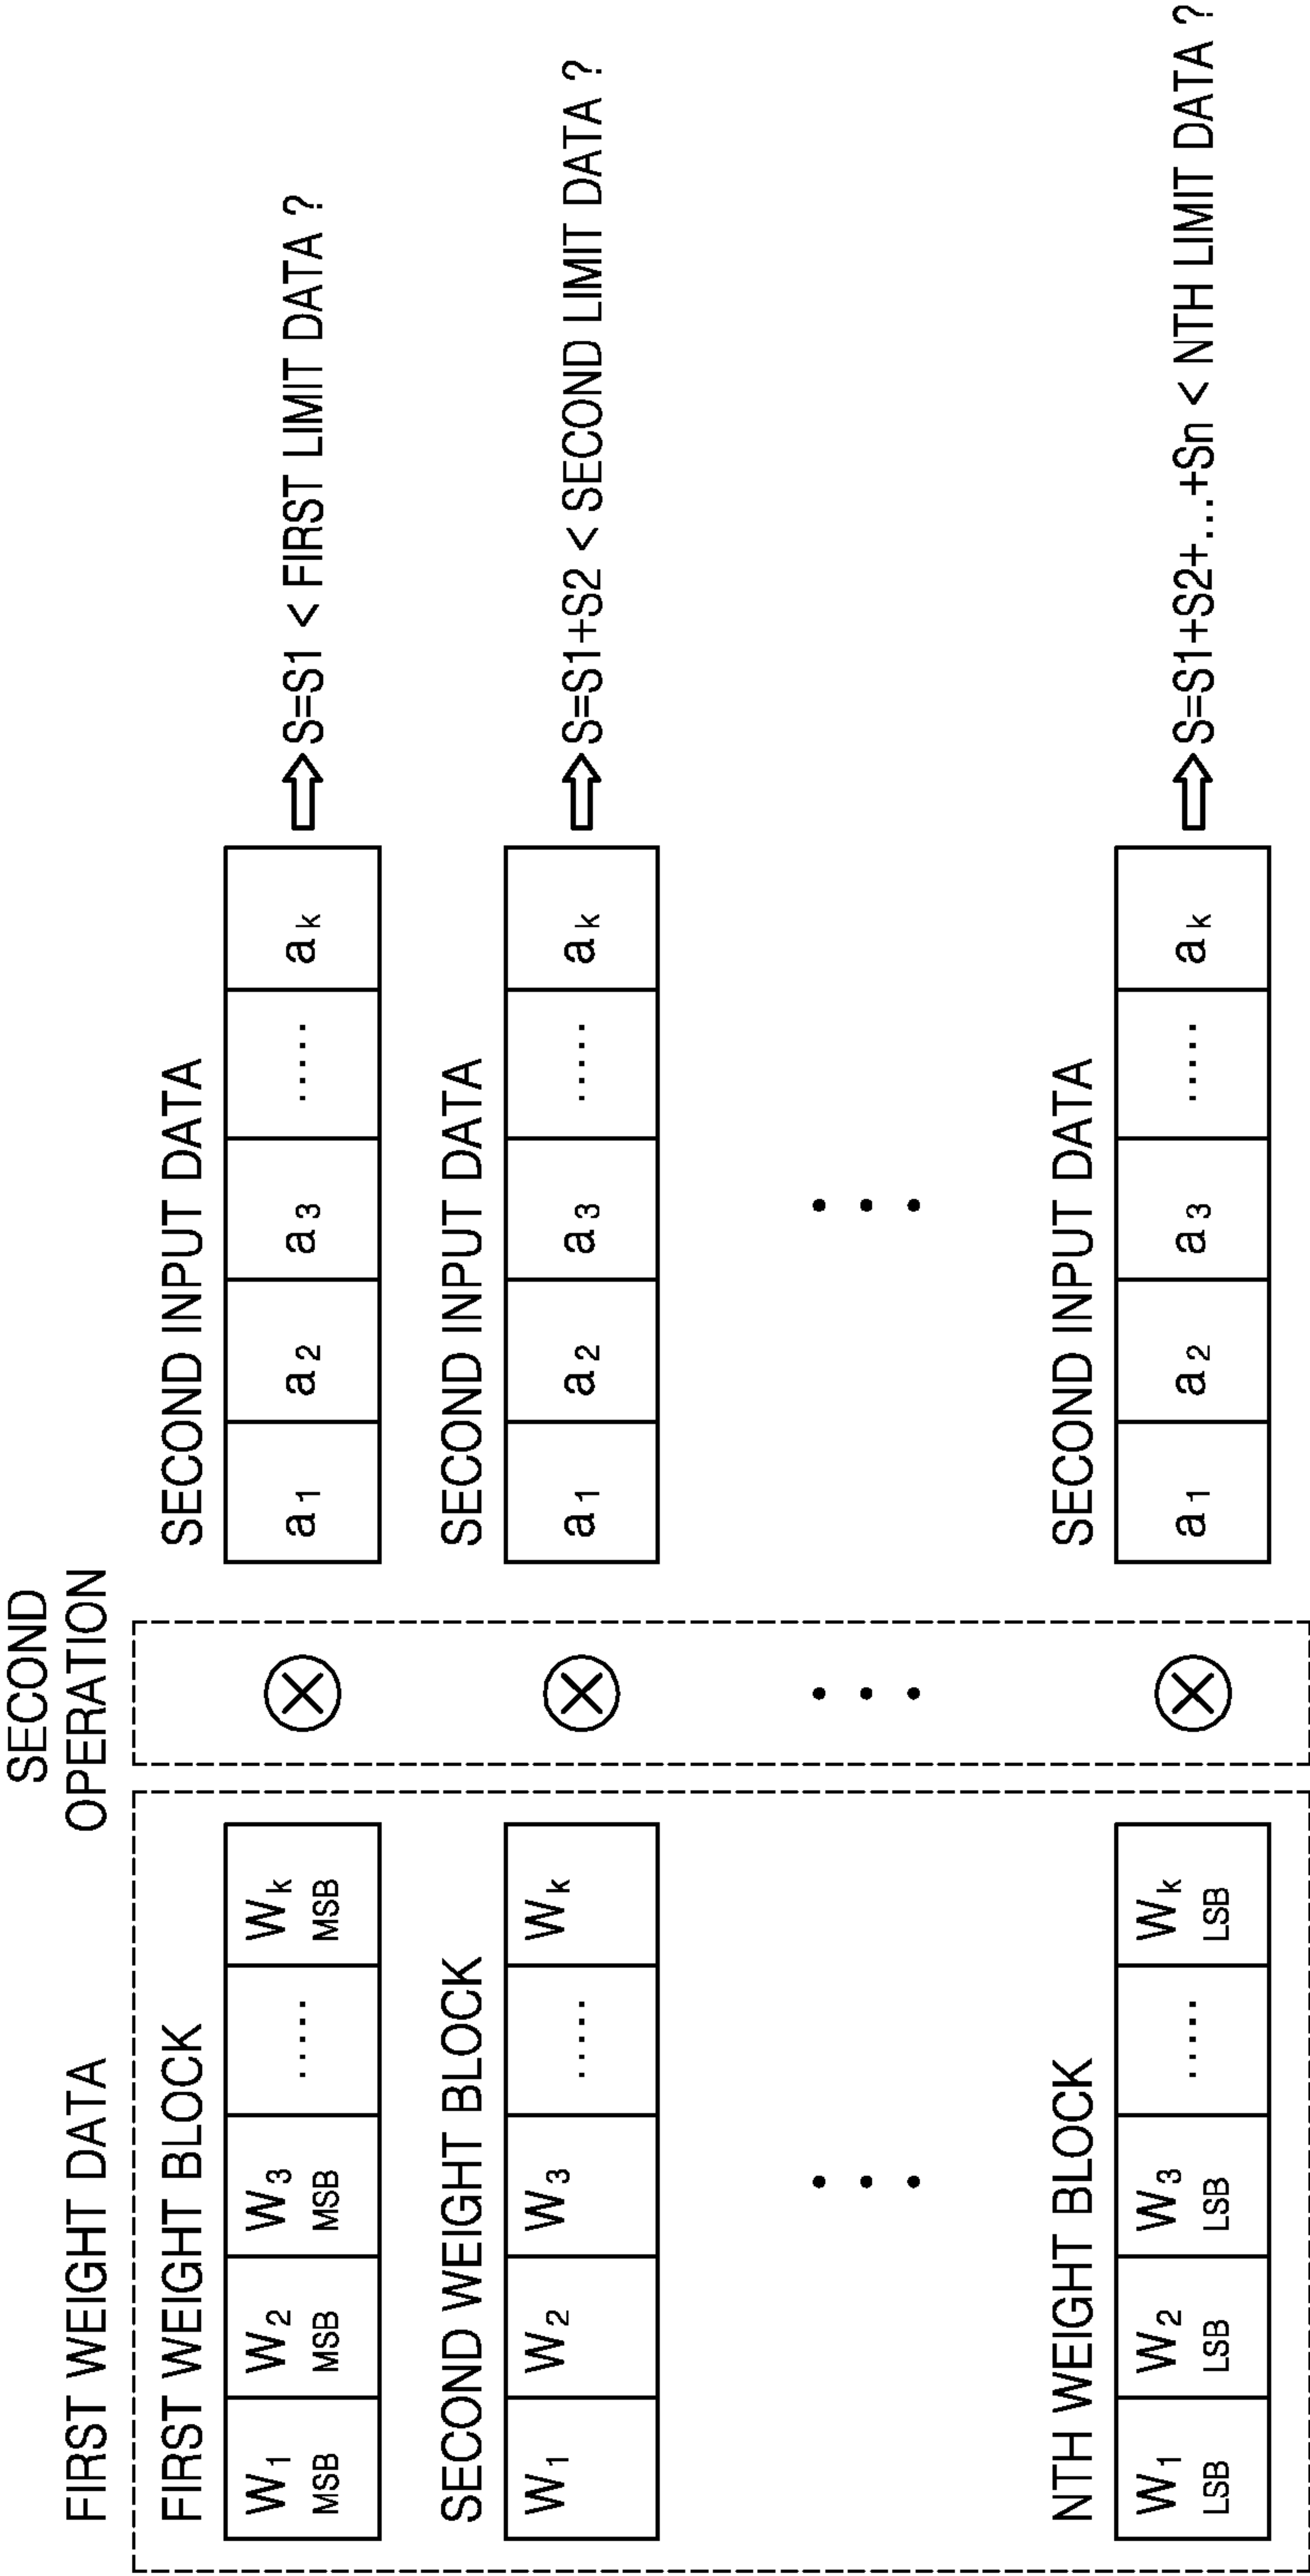 SECOND
OPERATION
FIRST WEIGHT DATA
FIRST WEIGHT BLOCK
W1 MSB W2 MSB W3 MSB ..... Wk MSB
SECOND INPUT DATA
a1 a2 a3 ..... ak
S=S1 < FIRST LIMIT DATA ?
SECOND WEIGHT BLOCK
W1 W2 W3 ..... Wk
SECOND INPUT DATA
a1 a2 a3 ..... ak
S=S1+S2 < SECOND LIMIT DATA ?
NTH WEIGHT BLOCK
W1 LSB W2 LSB W3 LSB ..... Wk LSB
SECOND INPUT DATA
a1 a2 a3 ..... ak
S=S1+S2+...+Sn < NTH LIMIT DATA ?